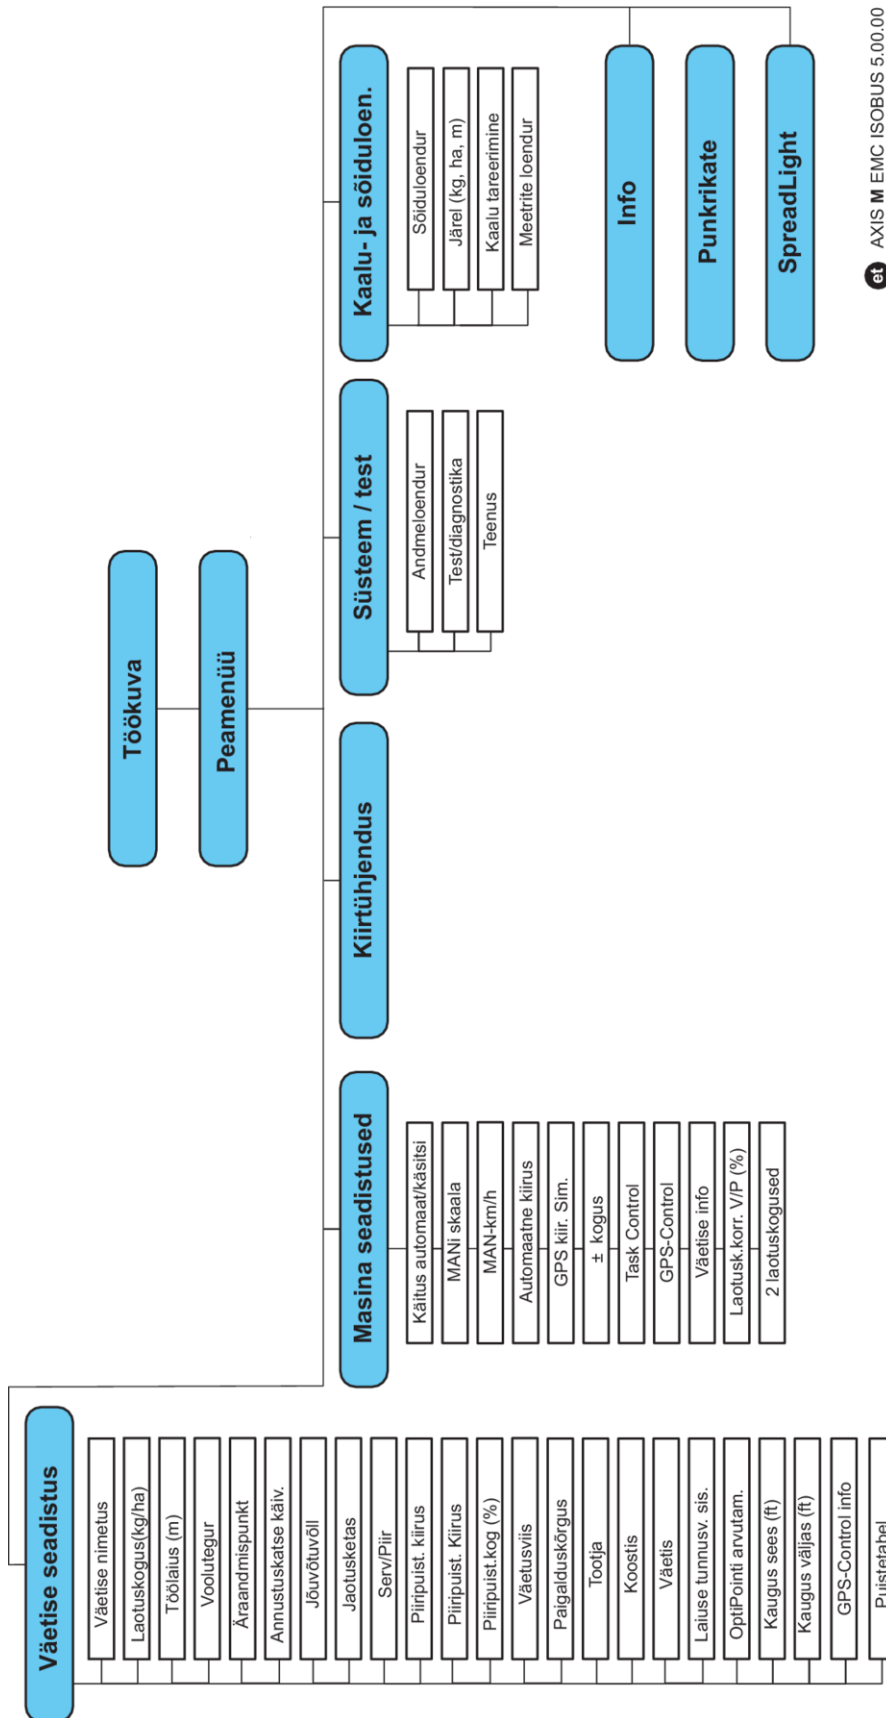 Töökuva
Peamenüü
Väetise seadistus
Väetise nimetus
Laotuskogus(kg/ha)
Töölaius (m)
Voolutegur
Äraandmispunkt
Annustuskatse käiv.
Jõuvõtuvõll
Jaotusketas
Serv/Piir
Piiripuist. kiirus
Piiripuist. Kiirus
Piiripuist.kog (%)
Väetusviis
Paigalduskõrgus
Tootja
Koostis
Väetis
Laiuse tunnusv. sis.
OptiPointi arvutam.
Kaugus sees (ft)
Kaugus väljas (ft)
GPS-Control info
Puistetabel
Masina seadistused
Käitus automaat/käsitsi
MANi skaala
MAN-km/h
Automaatne kiirus
GPS kiir. Sim.
± kogus
Task Control
GPS-Control
Väetise info
Laotusk.korr. V/P (%)
2 laotuskogused
Kiirtühjendus
Süsteem / test
Andmeloendur
Test/diagnostika
Teenus
Kaalu- ja sõiduloen.
Sõiduloendur
Järel (kg, ha, m)
Kaalu tareerimine
Meetrite loendur
Info
Punkrikate
SpreadLight
et AXIS M EMC ISOBUS 5.00.00